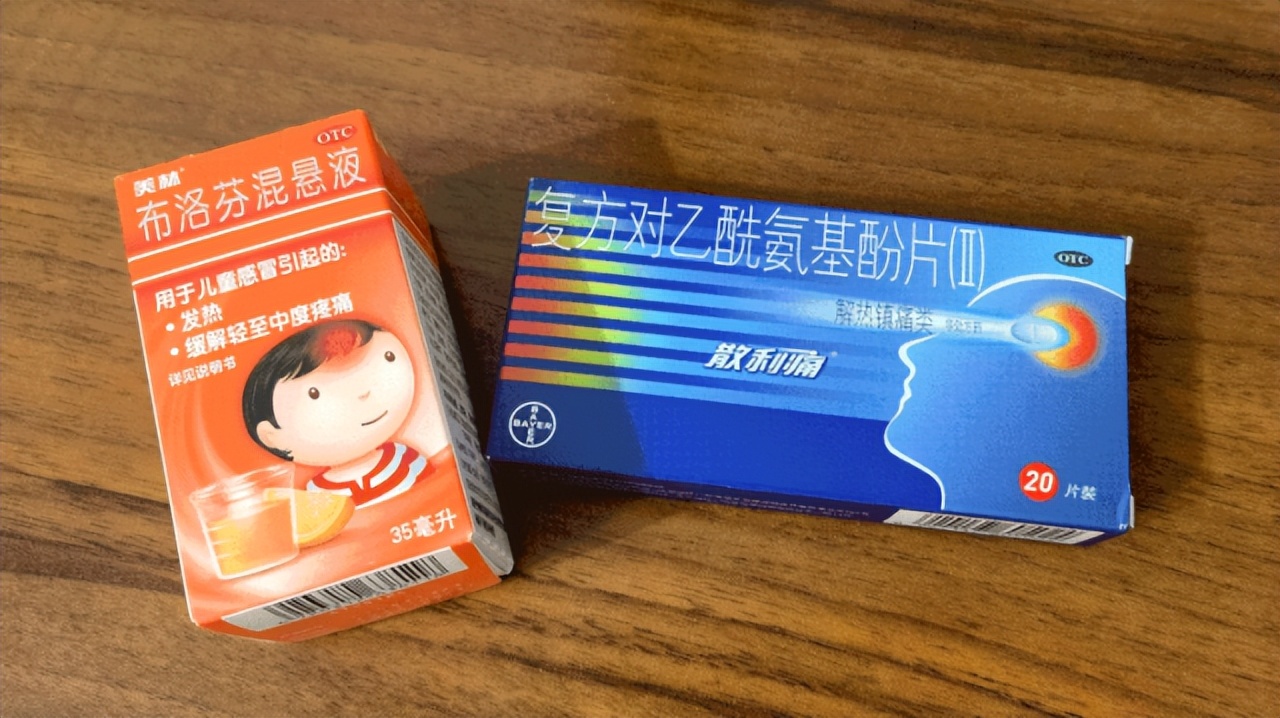 OTC
美林
布洛芬混悬液
用于儿童感冒引起的:
• 发热
• 缓解轻至中度疼痛
详见说明书
35毫升
复方对乙酰氨基酚片(Ⅱ)
OTC
解热镇痛类
散利痛
BAYER
BAYER
20片装